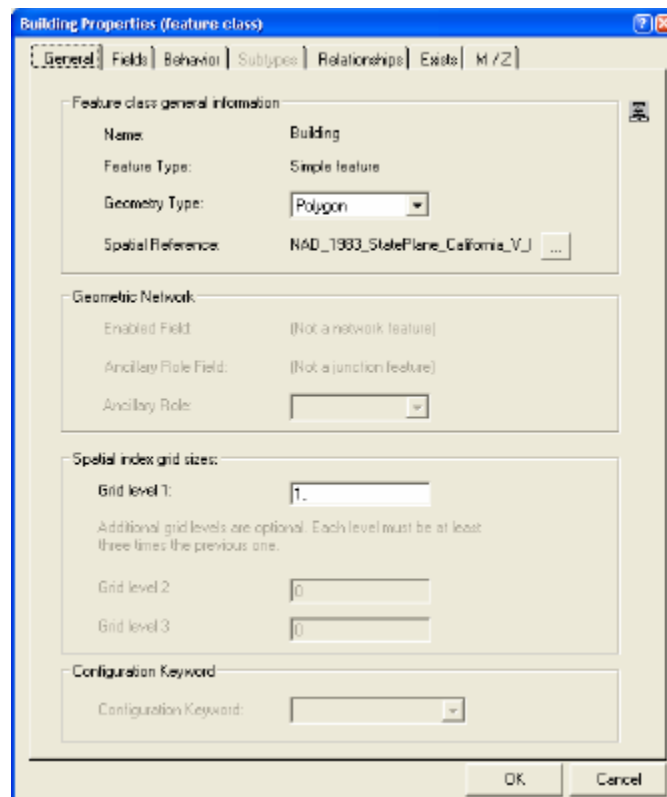 Building Properties (feature class)
General Fields Behavior Subtypes Relationships Exists M / Z
Feature class general information
Name: Building
Feature Type: Simple feature
Geometry Type: Polygon
Spatial Reference: NAD_1983_StatePlane_California_V_I ...
Geometric Network
Enabled Field: (Not a network feature)
Ancillary Role Field: (Not a junction feature)
Ancillary Role:
Spatial index grid sizes:
Grid level 1: 1.
Additional grid levels are optional. Each level must be at least
three times the previous one.
Grid level 2 0
Grid level 3 0
Configuration Keyword
Configuration Keyword:
OK Cancel